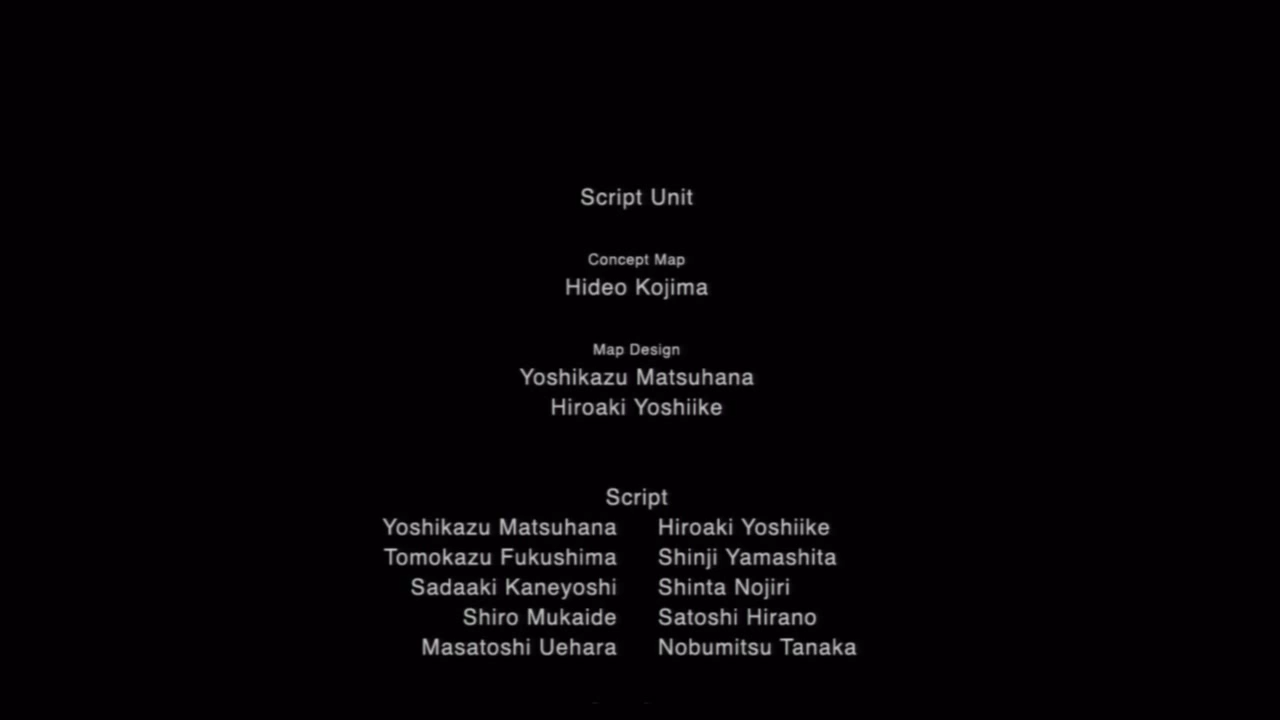 Script Unit
Concept Map
Hideo Kojima
Map Design
Yoshikazu Matsuhana
Hiroaki Yoshiike
Script
Yoshikazu Matsuhana Hiroaki Yoshiike
Tomokazu Fukushima Shinji Yamashita
Sadaaki Kaneyoshi Shinta Nojiri
Shiro Mukaide Satoshi Hirano
Masatoshi Uehara Nobumitsu Tanaka